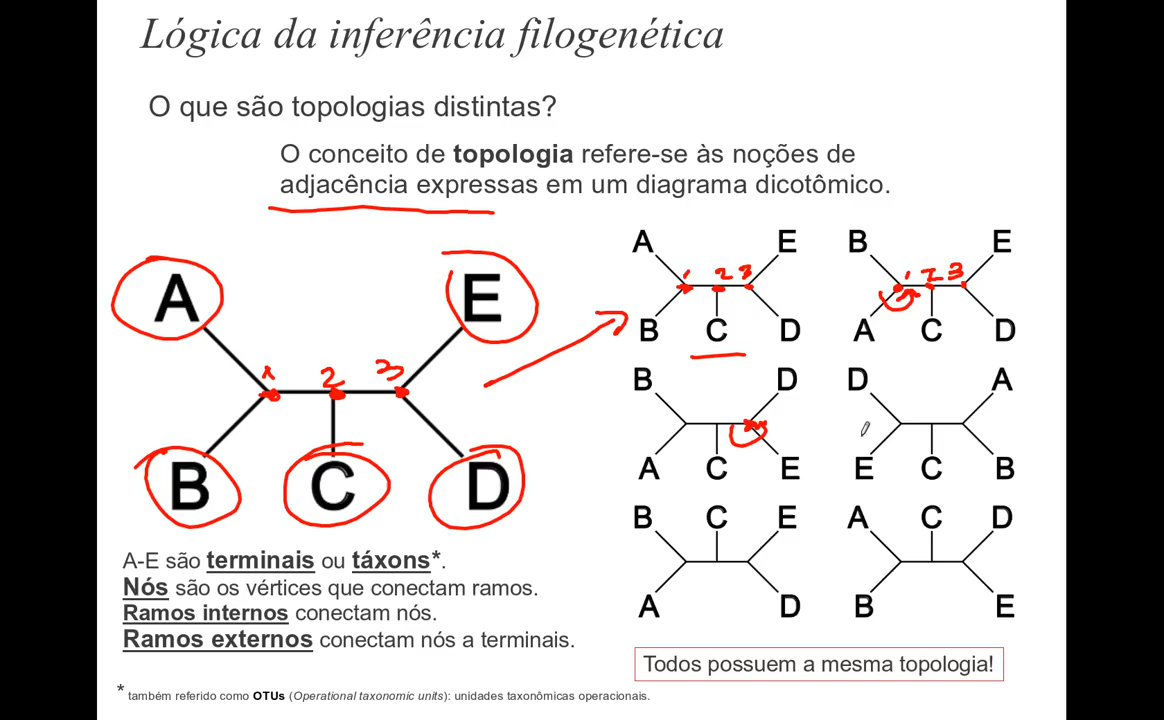 Lógica da inferência filogenética
O que são topologias distintas?
O conceito de topologia refere-se às noções de
adjacência expressas em um diagrama dicotômico.
A E
1 2 3
B C D
A-E são terminais ou táxons*.
Nós são os vértices que conectam ramos.
Ramos internos conectam nós.
Ramos externos conectam nós a terminais.
* também referido como OTUs (Operational taxonomic units): unidades taxonômicas operacionais.
A E
1 2 3
B C D
B E
1 2 3
A C D
B D
A C E
D A
E C B
B C E
A D
A C D
B E
Todos possuem a mesma topologia!